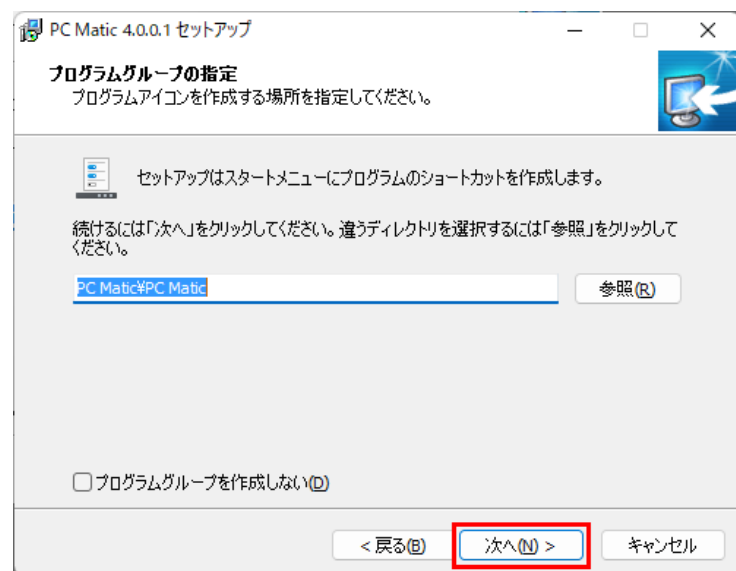 PC Matic 4.0.0.1 セットアップ
プログラムグループの指定
プログラムアイコンを作成する場所を指定してください。
セットアップはスタートメニューにプログラムのショートカットを作成します。
続けるには「次へ」をクリックしてください。違うディレクトリを選択するには「参照」をクリックして
ください。
PC Matic¥PC Matic
参照(R)
プログラムグループを作成しない(D)
< 戻る(B)
次へ(N) >
キャンセル